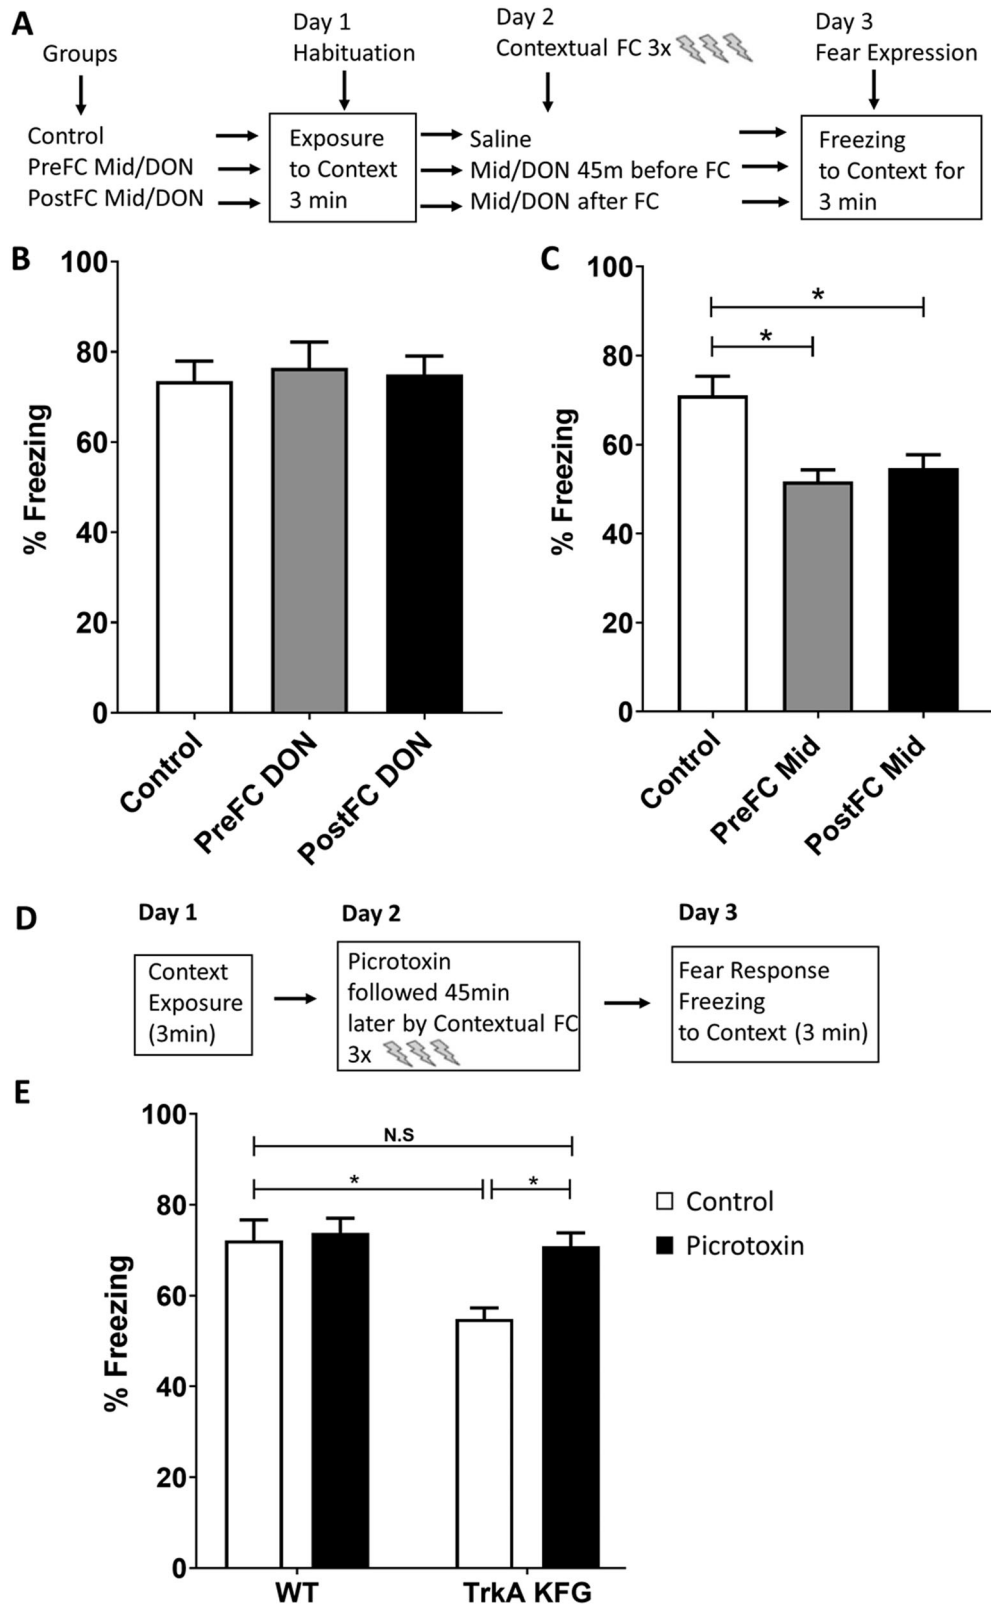 A
Groups
Day 1
Habituation
Day 2
Contextual FC 3x
Day 3
Fear Expression
Control
PreFC Mid/DON
PostFC Mid/DON
Exposure
to Context
3 min
Saline
Mid/DON 45m before FC
Mid/DON after FC
Freezing
to Context for
3 min
B
% Freezing
100
80
60
40
20
0
Control
PreFC DON
PostFC DON
C
% Freezing
100
80
60
40
20
0
*
*
Control
PreFC Mid
PostFC Mid
D
Day 1
Day 2
Day 3
Context
Exposure
(3min)
Picrotoxin
followed 45min
later by Contextual FC
3x
Fear Response
Freezing
to Context (3 min)
E
% Freezing
100
80
60
40
20
0
N.S
*
*
WT
TrkA KFG
Control
Picrotoxin